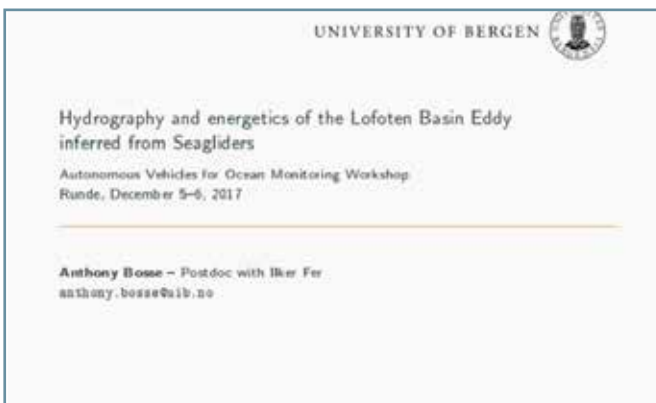 UNIVERSITY OF BERGEN
Hydrography and energetics of the Lofoten Basin Eddy
inferred from Seagliders
Autonomous Vehicles for Ocean Monitoring Workshop
Runde, December 5–6, 2017
Anthony Bosse – Postdoc with Ilker Fer
anthony.bosse@uib.no